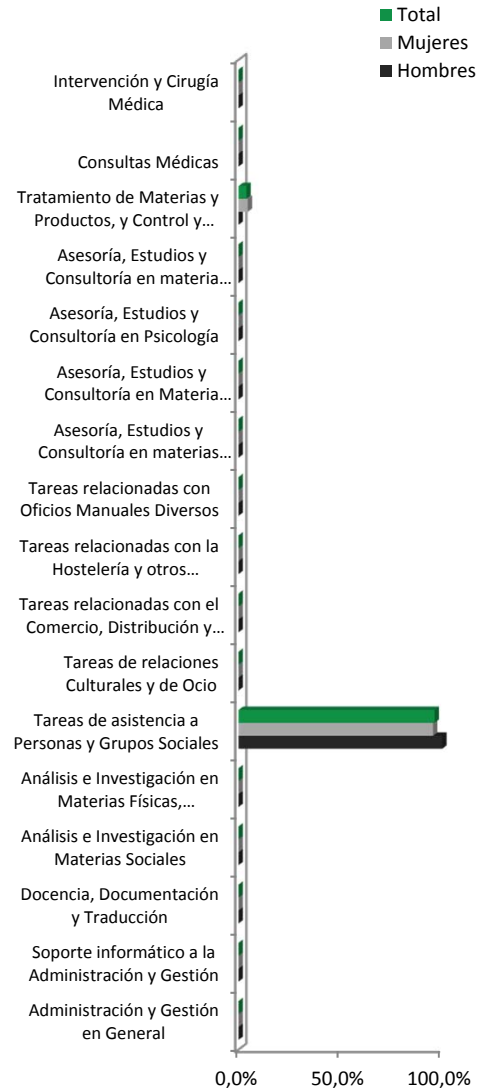 Total
Mujeres
Hombres
Intervención y Cirugía
Médica
Consultas Médicas
Tratamiento de Materias y
Productos, y Control y...
Asesoría, Estudios y
Consultoría en materia...
Asesoría, Estudios y
Consultoría en Psicología
Asesoría, Estudios y
Consultoría en Materia...
Asesoría, Estudios y
Consultoría en materias...
Tareas relacionadas con
Oficios Manuales Diversos
Tareas relacionadas con la
Hostelería y otros...
Tareas relacionadas con el
Comercio, Distribución y...
Tareas de relaciones
Culturales y de Ocio
Tareas de asistencia a
Personas y Grupos Sociales
Análisis e Investigación en
Materias Físicas,...
Análisis e Investigación en
Materias Sociales
Docencia, Documentación
y Traducción
Soporte informático a la
Administración y Gestión
Administración y Gestión
en General
0,0% 50,0% 100,0%